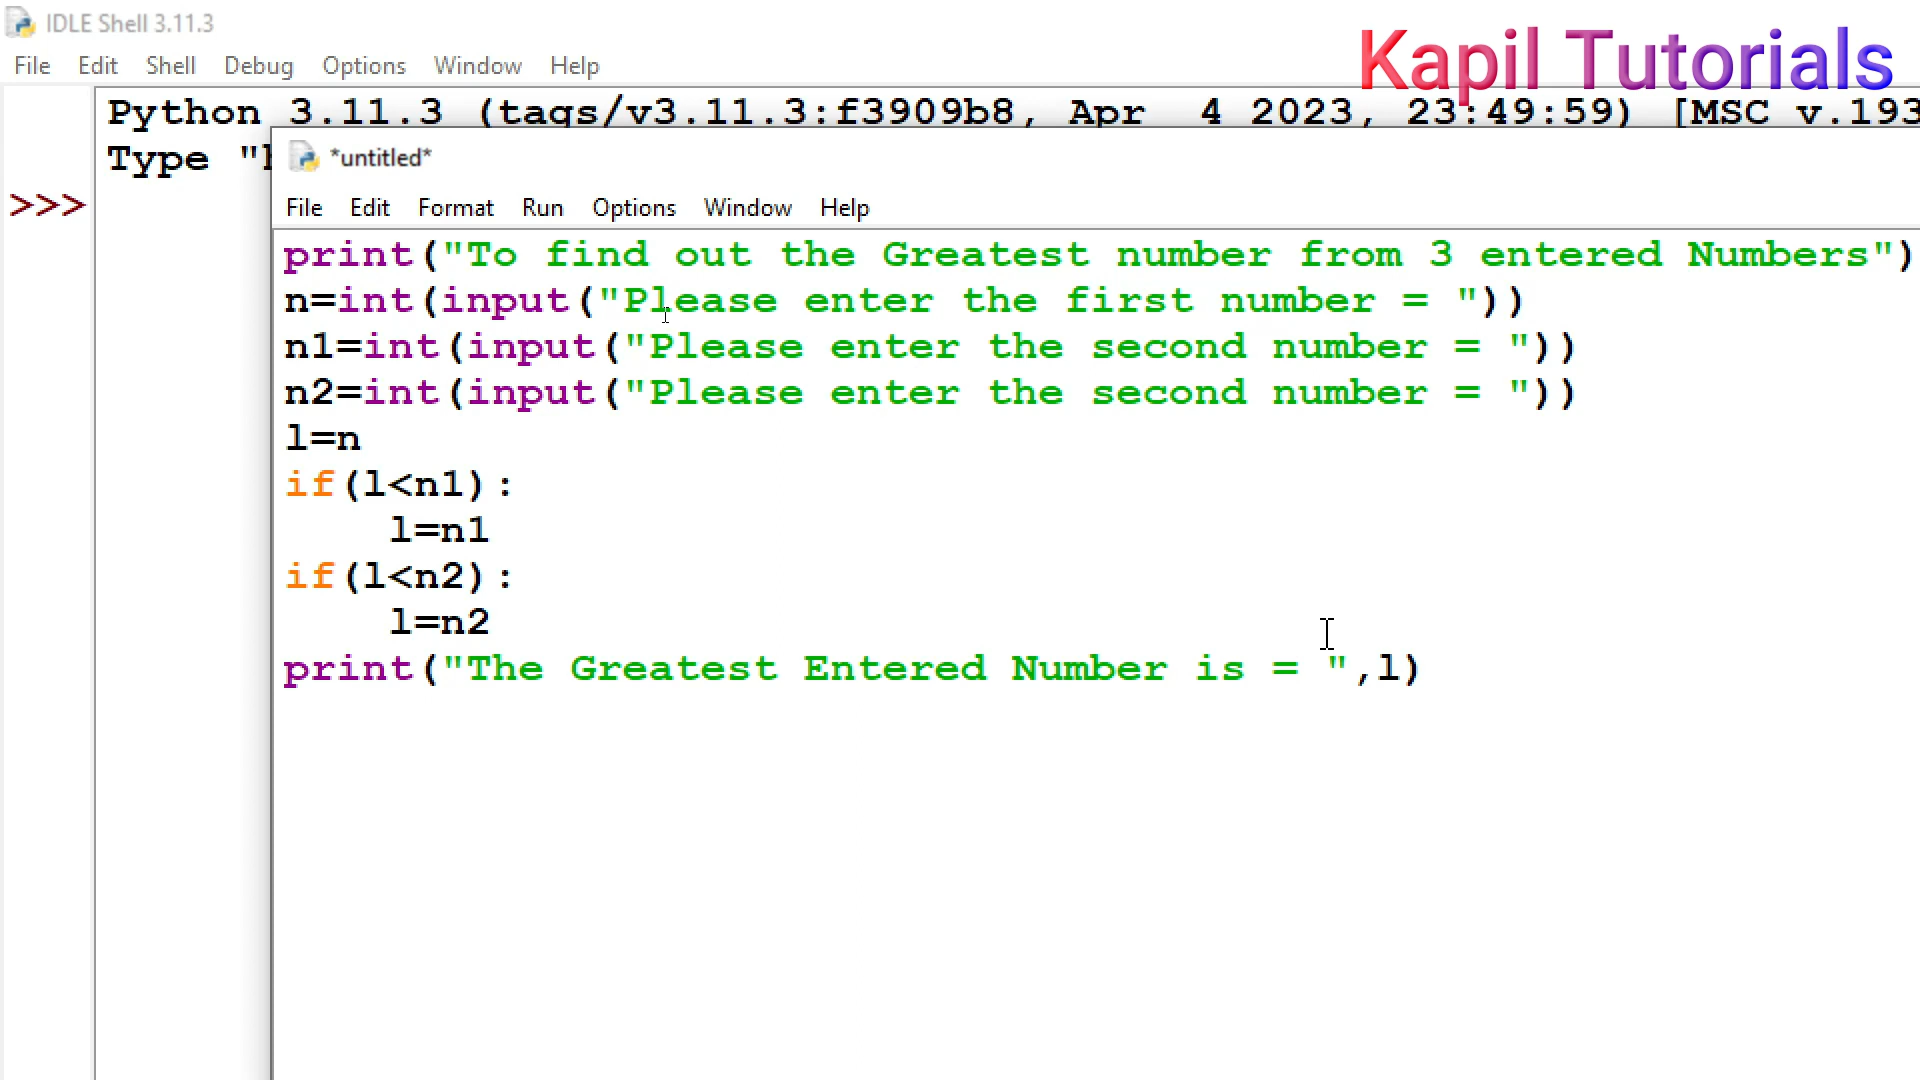 IDLE Shell 3.11.3
File Edit Shell Debug Options Window Help
Kapil Tutorials
Python 3.11.3 (tags/v3.11.3:f3909b8, Apr  4 2023, 23:49:59) [MSC v.193
Type "
>>>
*untitled*
File Edit Format Run Options Window Help
print("To find out the Greatest number from 3 entered Numbers")
n=int(input("Please enter the first number = "))
n1=int(input("Please enter the second number = "))
n2=int(input("Please enter the second number = "))
l=n
if(l<n1):
    l=n1
if(l<n2):
    l=n2
print("The Greatest Entered Number is = ",l)